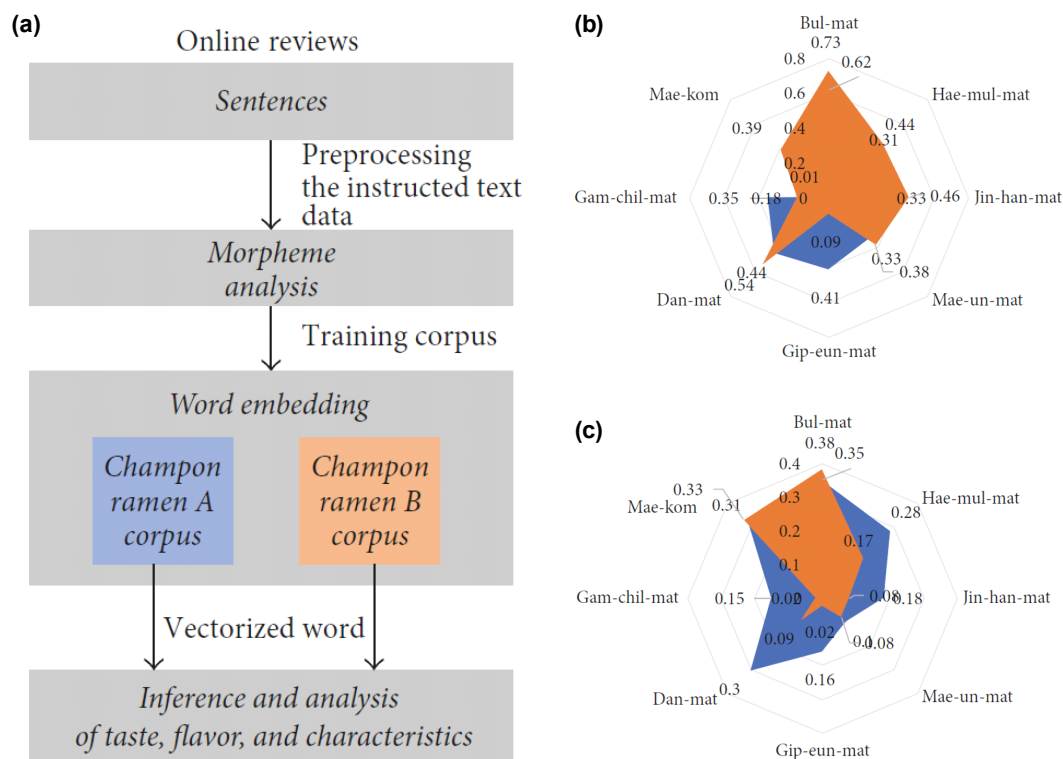 (a)
Online reviews
Sentences
Preprocessing
the instructed text
data
Morpheme
analysis
Training corpus
Word embedding
Champon
ramen A
corpus
Champon
ramen B
corpus
Vectorized word
Inference and analysis
of taste, flavor, and characteristics
(b)
Bul-mat
0.73
0.8
0.62
Mae-kom
0.6
Hae-mul-mat
0.39
0.4
0.44
0.31
0.2
0.01
Gam-chil-mat
0.35
0.18
0
0.33
0.46
Jin-han-mat
0.09
0.33
0.44
0.38
0.54
Dan-mat
0.41
Mae-un-mat
Gip-eun-mat
(c)
Bul-mat
0.38
0.35
0.4
0.33
0.31
Mae-kom
0.3
0.28
Hae-mul-mat
0.2
0.17
0.1
Gam-chil-mat
0.15
0.02
0
0.08
0.18
Jin-han-mat
0.09
0.02
0.1
0.08
0.3
Dan-mat
0.16
Mae-un-mat
Gip-eun-mat